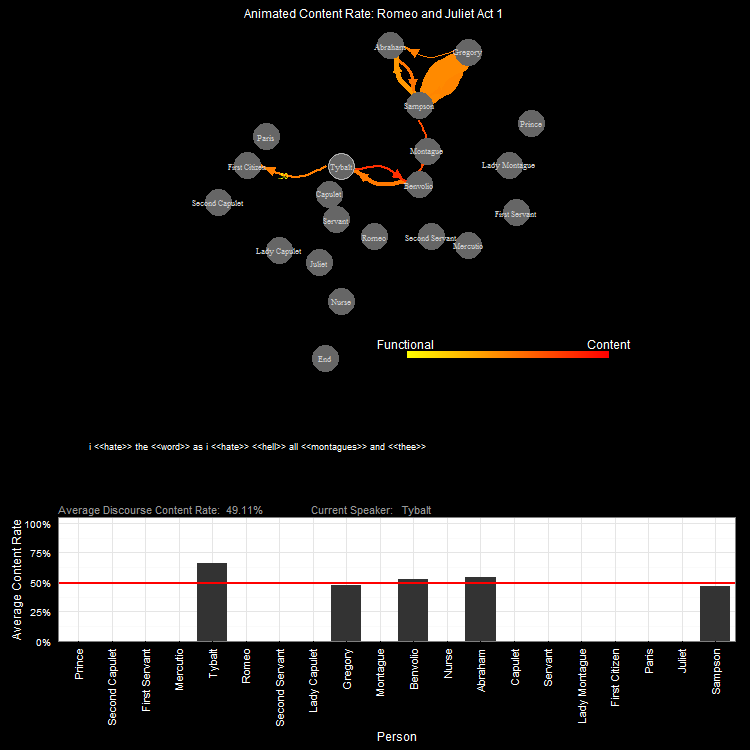 Animated Content Rate: Romeo and Juliet Act 1
Abraham
Gregory
Sampson
Prince
Paris
Montague
First Citizen
Tybalt
Lady Montague
Benvolio
Capulet
Second Capulet
First Servant
Servant
Romeo
Second Servant
Mercutio
Lady Capulet
Juliet
Nurse
Functional
Content
End
i <<hate>> the <<word>> as i <<hate>> <<hell>> all <<montagues>> and <<thee>>
Average Discourse Content Rate: 49.11%
Current Speaker: Tybalt
Average Content Rate
100%
75%
50%
25%
0%
Prince
Second Capulet
First Servant
Mercutio
Tybalt
Romeo
Second Servant
Lady Capulet
Gregory
Montague
Benvolio
Nurse
Abraham
Capulet
Servant
Lady Montague
First Citizen
Paris
Juliet
Sampson
Person